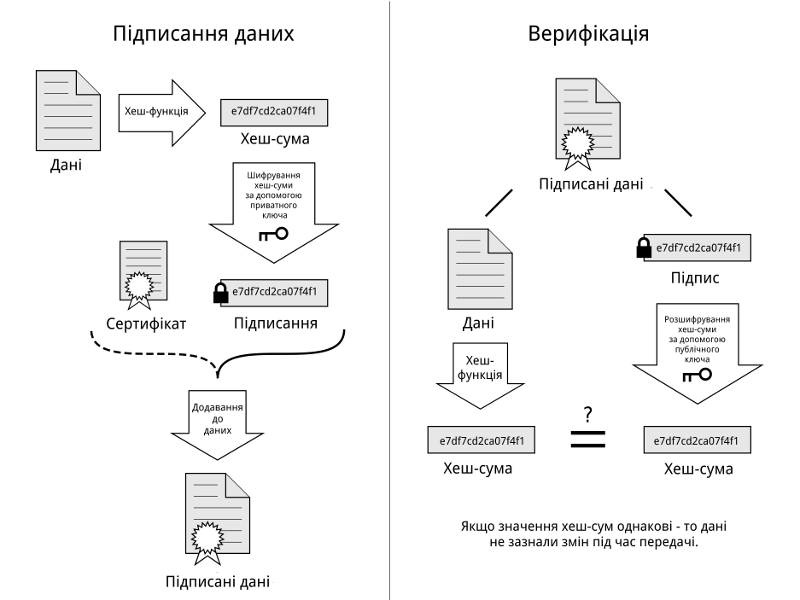 Підписання даних
Хеш-функція
e7df7cd2ca07f4f1
Хеш-сума
Дані
Шифрування
хеш-суми
за допомогою
приватного
ключа
e7df7cd2ca07f4f1
Сертифікат
Підписання
Додавання
до
даних
Підписані дані
Верифікація
Підписані дані
e7df7cd2ca07f4f1
Підпис
Дані
Розшифрування
хеш-суми
за допомогою
публічного
ключа
Хеш-
функція
?
e7df7cd2ca07f4f1
e7df7cd2ca07f4f1
Хеш-сума
Хеш-сума
Якщо значення хеш-сум однакові - то дані
не зазнали змін під час передачі.